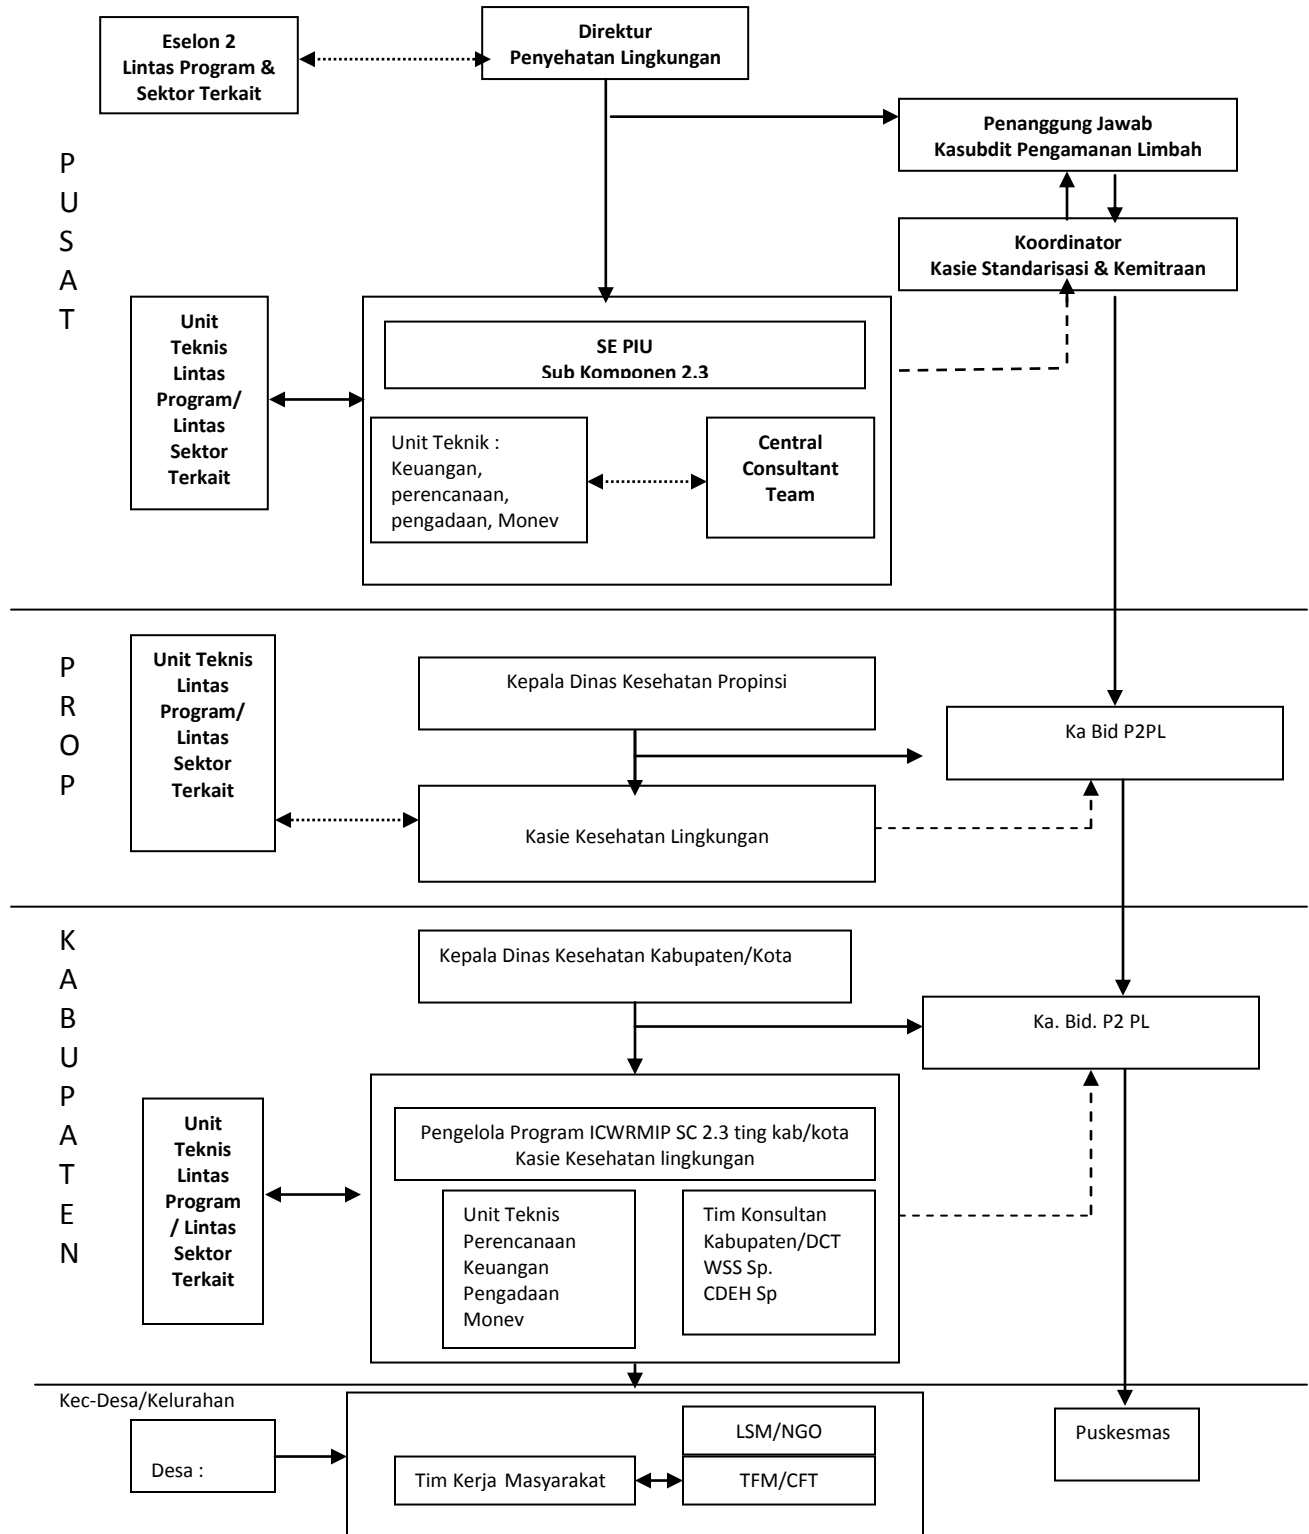 Direktur
Penyehatan Lingkungan
Eselon 2
Lintas Program &
Sektor Terkait
Penanggung Jawab
Kasubdit Pengamanan Limbah
P
U
S
A
T
Koordinator
Kasie Standarisasi & Kemitraan
Unit
Teknis
Lintas
Program/
Lintas
Sektor
Terkait
SE PIU
Sub Komponen 2.3
Unit Teknik :
Keuangan,
perencanaan,
pengadaan, Monev
Central
Consultant
Team
P
R
O
P
Unit Teknis
Lintas
Program/
Lintas
Sektor
Terkait
Kepala Dinas Kesehatan Propinsi
Ka Bid P2PL
Kasie Kesehatan Lingkungan
K
A
B
U
P
A
T
E
N
Kepala Dinas Kesehatan Kabupaten/Kota
Ka. Bid. P2 PL
Unit
Teknis
Lintas
Program
/ Lintas
Sektor
Terkait
Pengelola Program ICWRMIP SC 2.3 ting kab/kota
Kasie Kesehatan lingkungan
Unit Teknis
Perencanaan
Keuangan
Pengadaan
Monev
Tim Konsultan
Kabupaten/DCT
WSS Sp.
CDEH Sp
Kec-Desa/Kelurahan
Desa :
LSM/NGO
Tim Kerja Masyarakat
TFM/CFT
Puskesmas